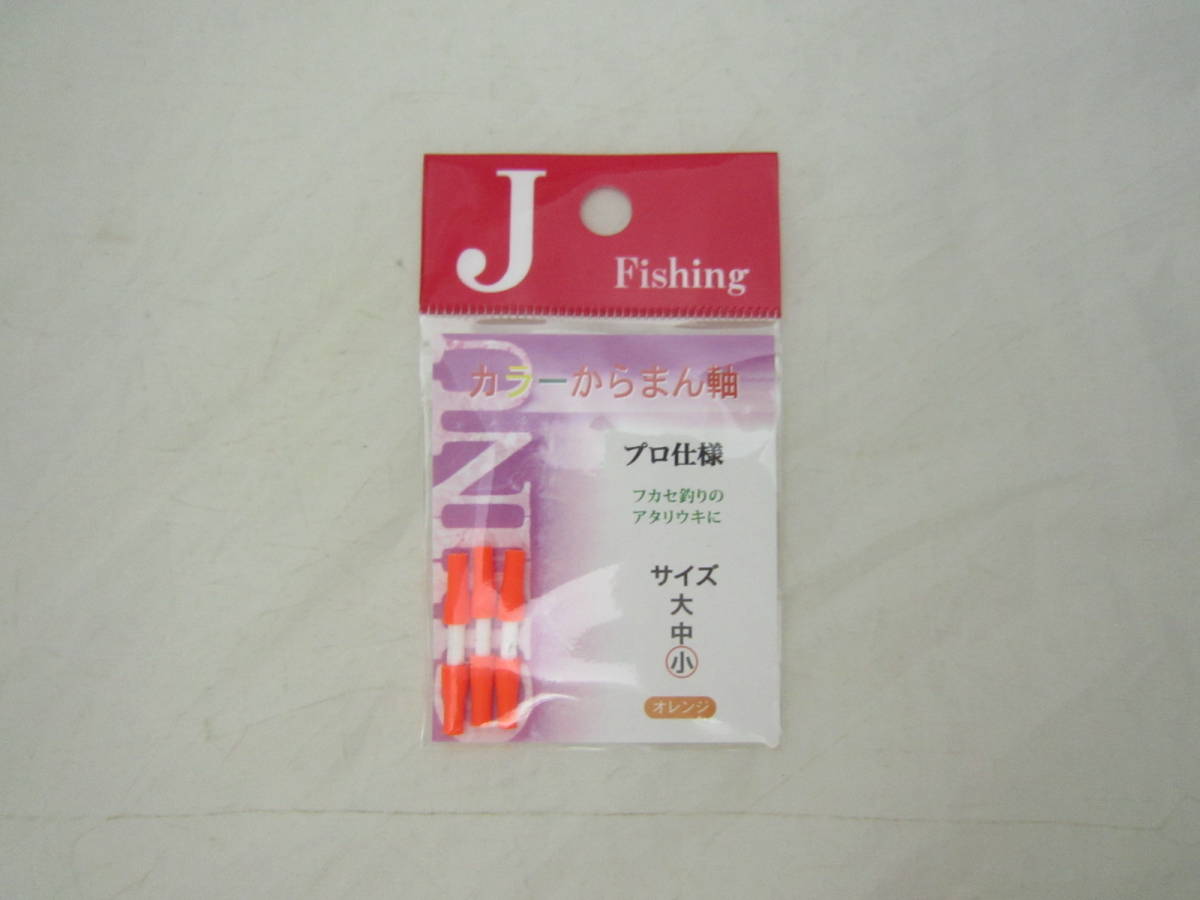 J
Fishing
カラーからまん軸
プロ仕様
フカセ釣りの
アタリウキに
サイズ
大
中
小
オレンジ